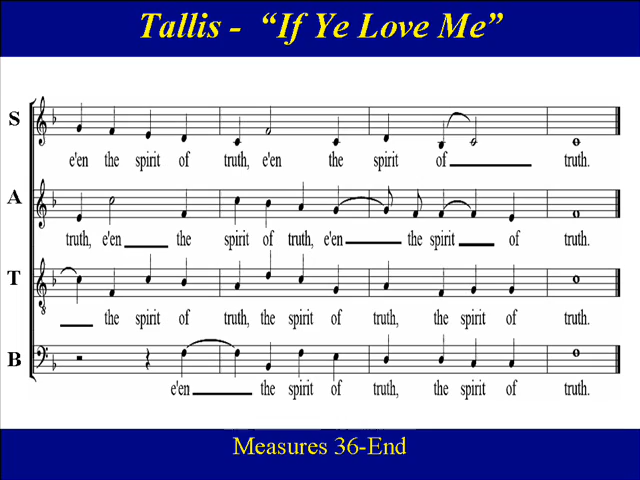 Tallis - “If Ye Love Me”
S
e'en the spirit of truth, e'en the spirit of truth.
A
truth, e'en the spirit of truth, e'en the spirit of truth.
T
the spirit of truth, the spirit of truth, the spirit of truth.
B
e'en the spirit of truth, the spirit of truth.
Measures 36-End